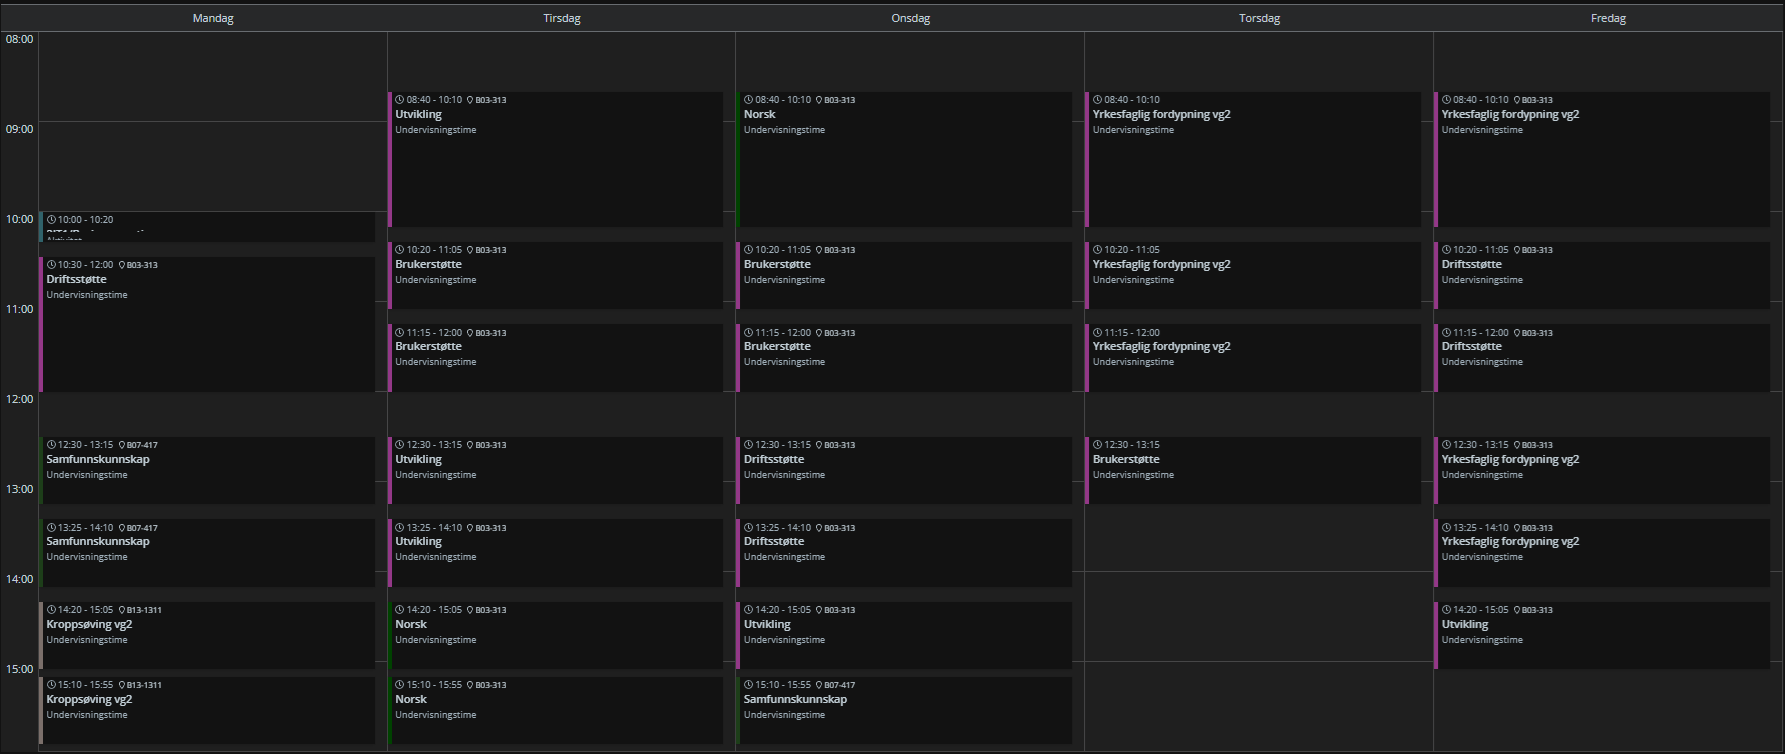 Mandag
Tirsdag
Onsdag
Torsdag
Fredag
08:00
09:00
10:00
11:00
12:00
13:00
14:00
15:00
10:00 - 10:20
Aktivitet
10:30 - 12:00 B03-313
Driftsstøtte
Undervisningstime
12:30 - 13:15 B07-417
Samfunnskunnskap
Undervisningstime
13:25 - 14:10 B07-417
Samfunnskunnskap
Undervisningstime
14:20 - 15:05 B13-1311
Kroppsøving vg2
Undervisningstime
15:10 - 15:55 B13-1311
Kroppsøving vg2
Undervisningstime
08:40 - 10:10 B03-313
Utvikling
Undervisningstime
10:20 - 11:05 B03-313
Brukerstøtte
Undervisningstime
11:15 - 12:00 B03-313
Brukerstøtte
Undervisningstime
12:30 - 13:15 B03-313
Utvikling
Undervisningstime
13:25 - 14:10 B03-313
Utvikling
Undervisningstime
14:20 - 15:05 B03-313
Norsk
Undervisningstime
15:10 - 15:55 B03-313
Norsk
Undervisningstime
08:40 - 10:10 B03-313
Norsk
Undervisningstime
10:20 - 11:05 B03-313
Brukerstøtte
Undervisningstime
11:15 - 12:00 B03-313
Brukerstøtte
Undervisningstime
12:30 - 13:15 B03-313
Driftsstøtte
Undervisningstime
13:25 - 14:10 B03-313
Driftsstøtte
Undervisningstime
14:20 - 15:05 B03-313
Utvikling
Undervisningstime
15:10 - 15:55 B07-417
Samfunnskunnskap
Undervisningstime
08:40 - 10:10
Yrkesfaglig fordypning vg2
Undervisningstime
10:20 - 11:05
Yrkesfaglig fordypning vg2
Undervisningstime
11:15 - 12:00
Yrkesfaglig fordypning vg2
Undervisningstime
12:30 - 13:15
Brukerstøtte
Undervisningstime
08:40 - 10:10 B03-313
Yrkesfaglig fordypning vg2
Undervisningstime
10:20 - 11:05 B03-313
Driftsstøtte
Undervisningstime
11:15 - 12:00 B03-313
Driftsstøtte
Undervisningstime
12:30 - 13:15 B03-313
Yrkesfaglig fordypning vg2
Undervisningstime
13:25 - 14:10 B03-313
Yrkesfaglig fordypning vg2
Undervisningstime
14:20 - 15:05 B03-313
Utvikling
Undervisningstime